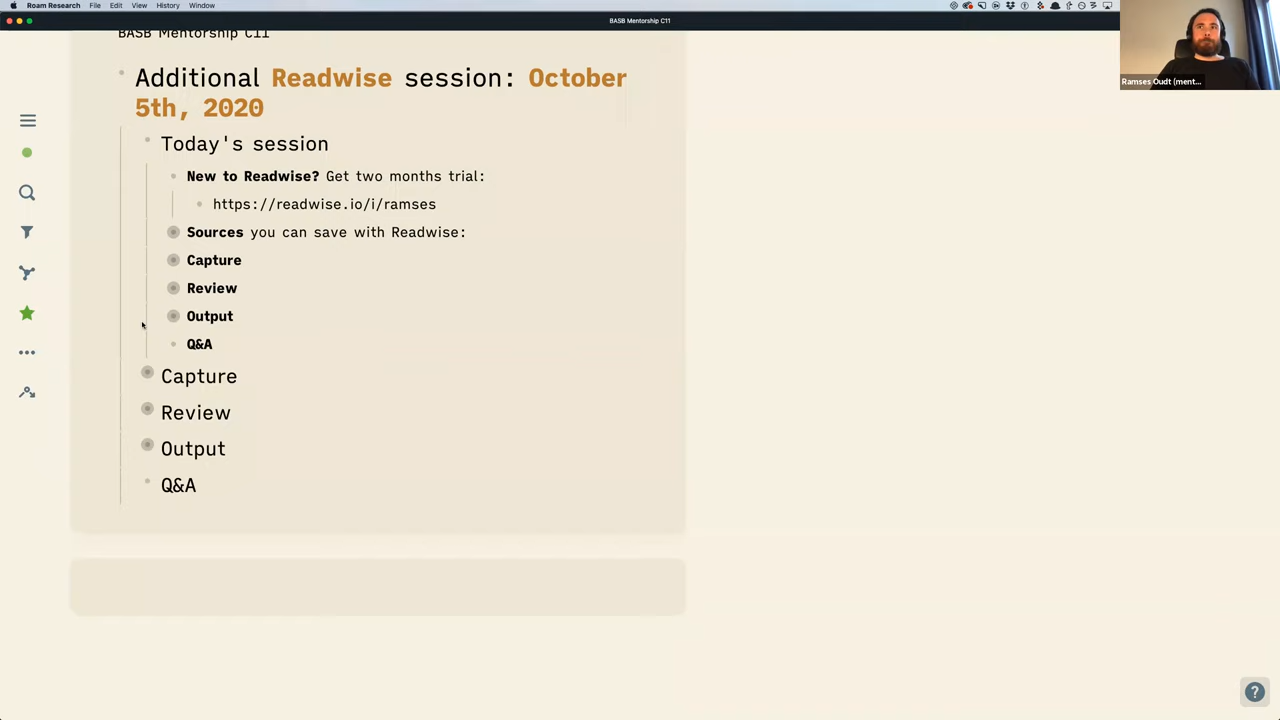 Roam Research File Edit View History Window
BASB Mentorship C11
BASB Mentorship C11
Additional Readwise session: October
5th, 2020
Today's session
New to Readwise? Get two months trial:
https://readwise.io/i/ramses
Sources you can save with Readwise:
Capture
Review
Output
Q&A
Capture
Review
Output
Q&A
Ramses Oudt (ment...
?